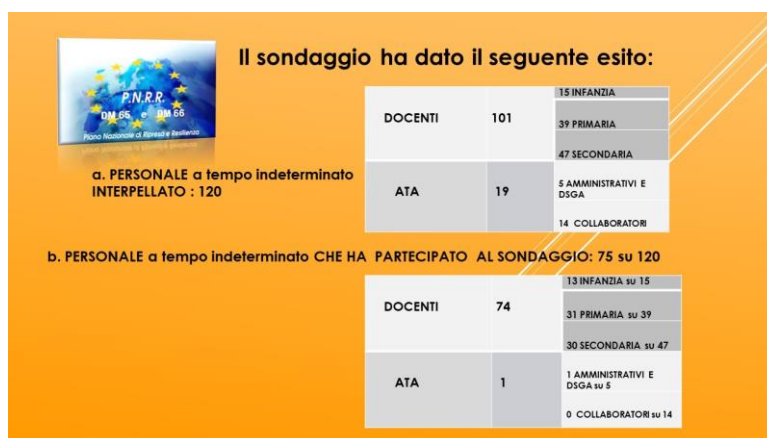 Il sondaggio ha dato il seguente esito:
P.N.R.R.
DM 65 e DM 66
Piano Nazionale di Ripresa e Resilienza
a. PERSONALE a tempo indeterminato
INTERPELLATO : 120
DOCENTI 101
15 INFANZIA
39 PRIMARIA
47 SECONDARIA
ATA 19
5 AMMINISTRATIVI E
DSGA
14 COLLABORATORI
b. PERSONALE a tempo indeterminato CHE HA PARTECIPATO AL SONDAGGIO: 75 su 120
DOCENTI 74
13 INFANZIA su 15
31 PRIMARIA su 39
30 SECONDARIA su 47
ATA 1
1 AMMINISTRATIVI E
DSGA su 5
0 COLLABORATORI su 14